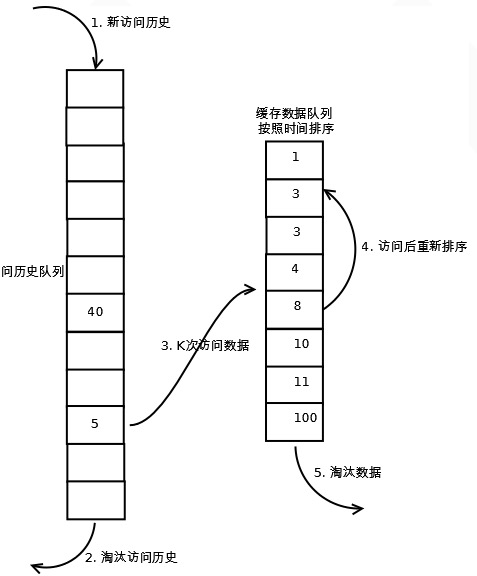 1. 新访问历史
缓存数据队列
按照时间排序
1
3
3
4. 访问后重新排序
4
问历史队列
8
40
10
3. K次访问数据
11
100
5
5. 淘汰数据
2. 淘汰访问历史